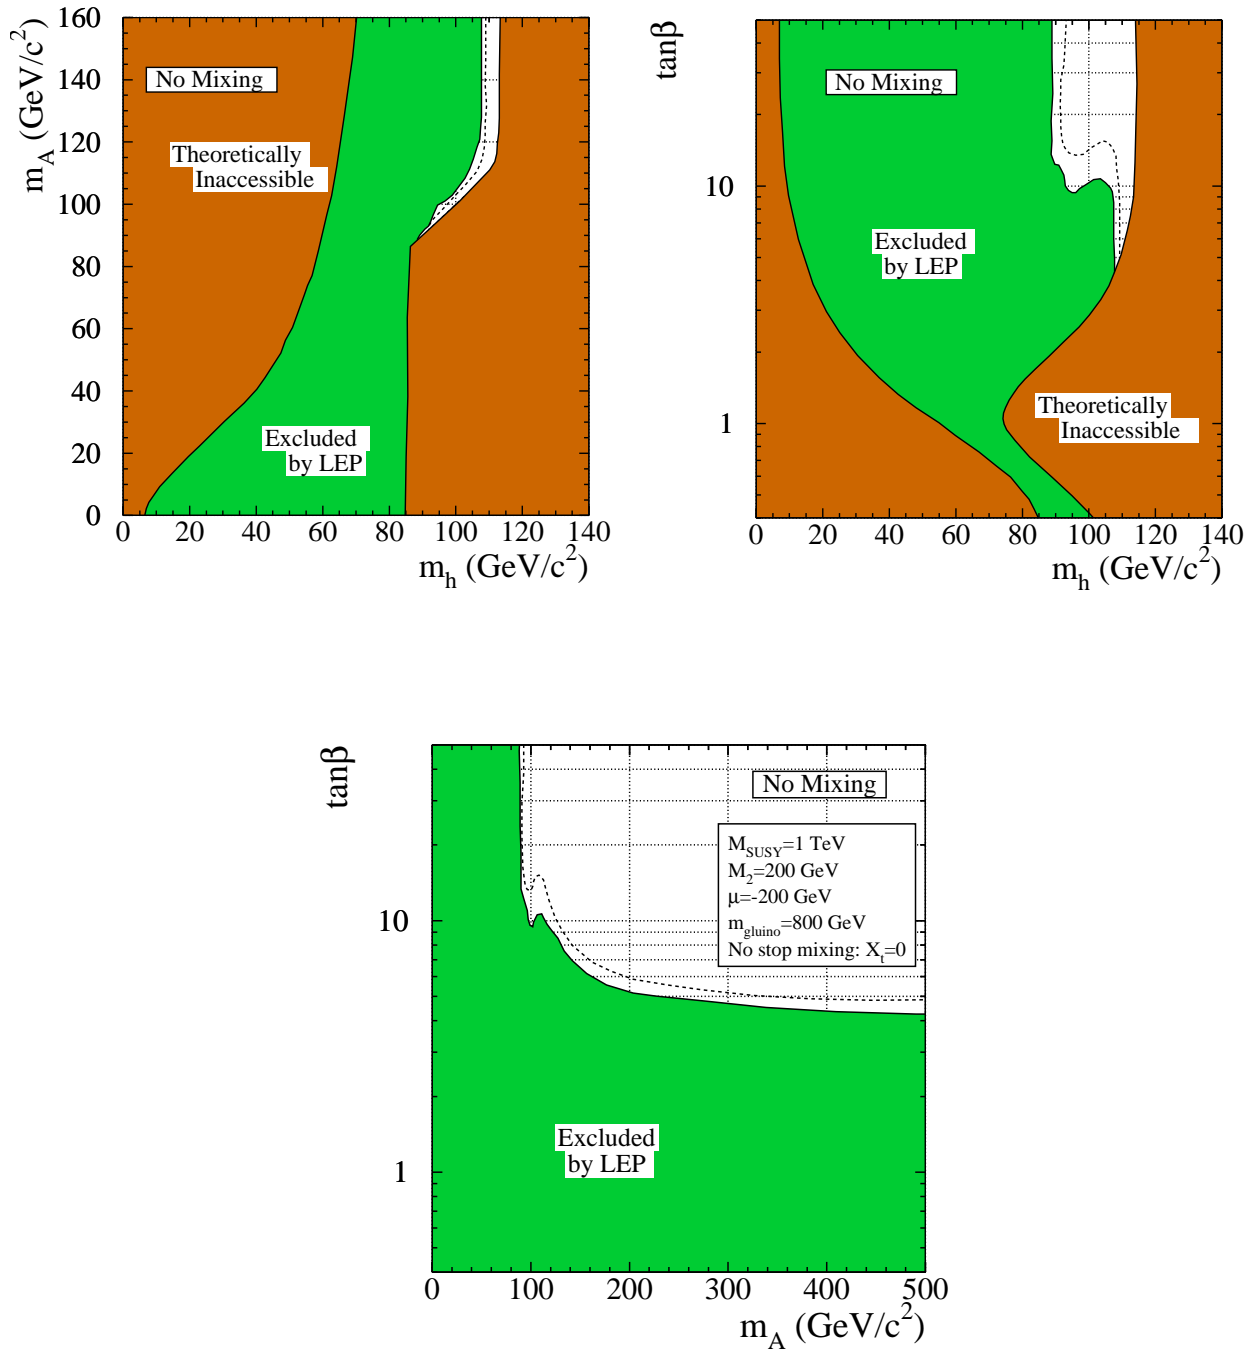 m_A (GeV/c²)
160
140
120
100
80
60
40
20
0
No Mixing
Theoretically
Inaccessible
Excluded
by LEP
0 20 40 60 80 100 120 140
m_h (GeV/c²)
tanβ
10
1
No Mixing
Excluded
by LEP
Theoretically
Inaccessible
0 20 40 60 80 100 120 140
m_h (GeV/c²)
tanβ
10
1
No Mixing
M_SUSY=1 TeV
M_2=200 GeV
μ=-200 GeV
m_gluino=800 GeV
No stop mixing: X_t=0
Excluded
by LEP
0 100 200 300 400 500
m_A (GeV/c²)